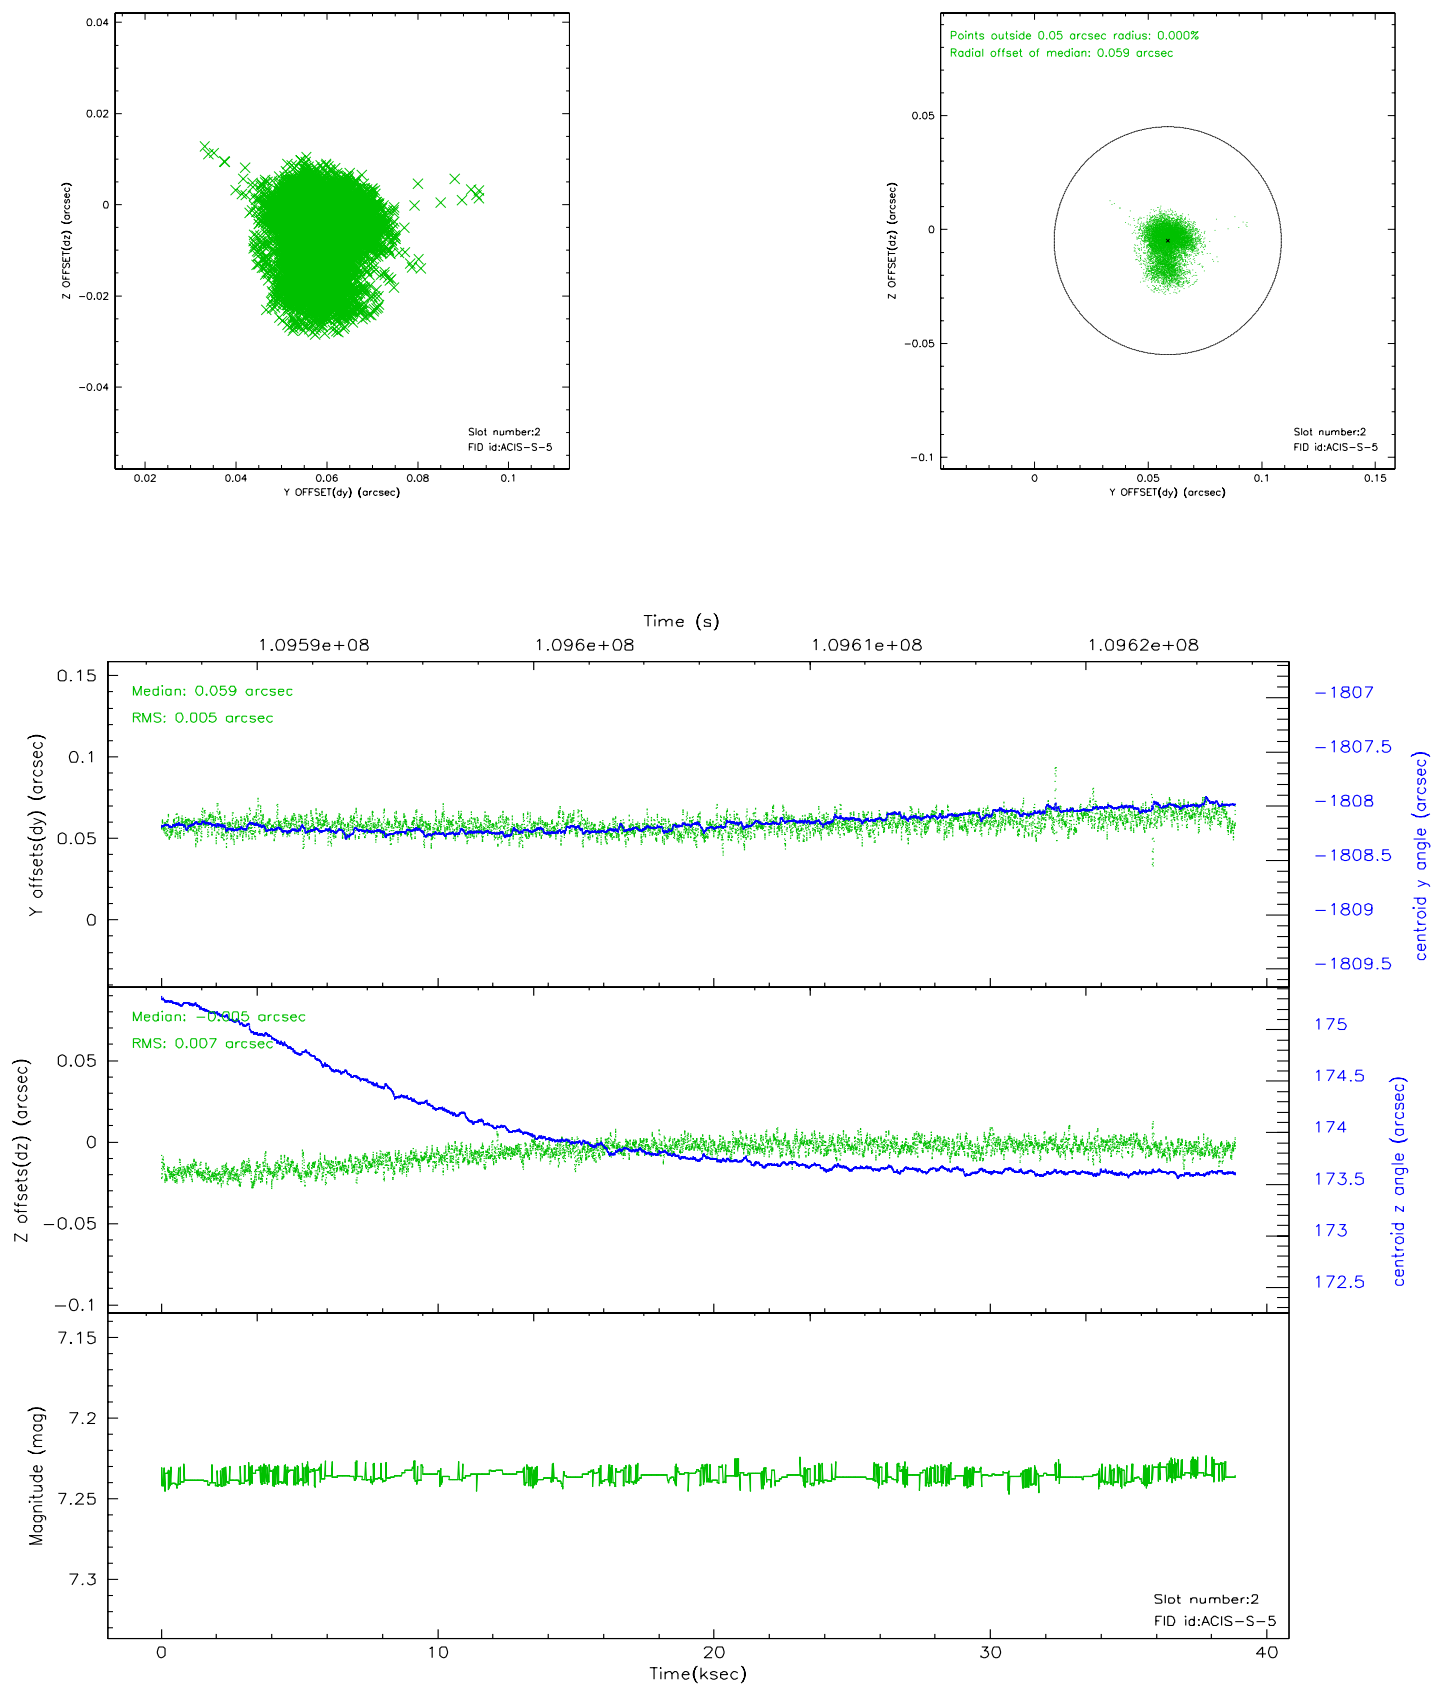 0.04
0.02
0
−0.02
−0.04
Z OFFSET(dz) (arcsec)
0.02 0.04 0.06 0.08 0.1
Y OFFSET(dy) (arcsec)
Slot number:2
FID id:ACIS−S−5
Points outside 0.05 arcsec radius: 0.000%
Radial offset of median: 0.059 arcsec
0.05
0
−0.05
−0.1
Z OFFSET(dz) (arcsec)
0 0.05 0.1 0.15
Y OFFSET(dy) (arcsec)
Slot number:2
FID id:ACIS−S−5
Time (s)
1.0959e+08 1.096e+08 1.0961e+08 1.0962e+08
Median: 0.059 arcsec
RMS: 0.005 arcsec
0.15
0.1
0.05
0
Y offsets(dy) (arcsec)
−1807
−1807.5
−1808
−1808.5
−1809
−1809.5
centroid y angle (arcsec)
Median: −0.005 arcsec
RMS: 0.007 arcsec
0.05
0
−0.05
−0.1
Z offsets(dz) (arcsec)
175
174.5
174
173.5
173
172.5
centroid z angle (arcsec)
7.15
7.2
7.25
7.3
Magnitude (mag)
Slot number:2
FID id:ACIS−S−5
0 10 20 30 40
Time(ksec)